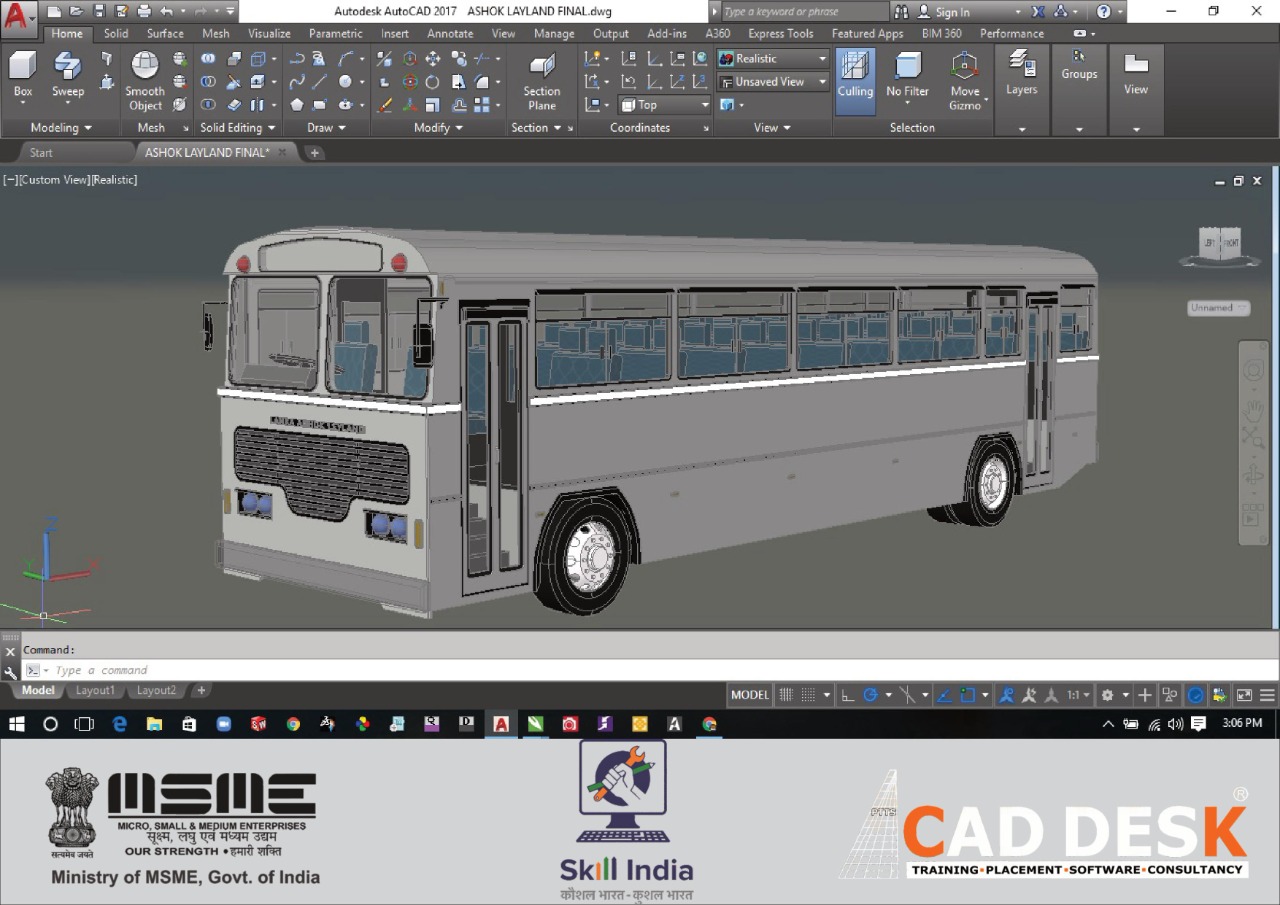 Autodesk AutoCAD 2017 ASHOK LAYLAND FINAL.dwg
Type a keyword or phrase
Sign In
Home Solid Surface Mesh Visualize Parametric Insert Annotate View Manage Output Add-ins A360 Express Tools Featured Apps BIM 360 Performance
Box
Sweep
Smooth
Object
Section
Plane
Realistic
Unsaved View
Top
Culling
No Filter
Move
Gizmo
Layers
Groups
View
Modeling
Mesh
Solid Editing
Draw
Modify
Section
Coordinates
View
Selection
Start
ASHOK LAYLAND FINAL*
[−][Custom View][Realistic]
LEFT FRONT
Unnamed
LANKA ASHOK LEYLAND
Z
X
Command:
Type a command
Model Layout1 Layout2
MODEL
1:1
3:06 PM
MSME
MICRO, SMALL & MEDIUM ENTERPRISES
सूक्ष्म, लघु एवं मध्यम उद्यम
OUR STRENGTH • हमारी शक्ति
सत्यमेव जयते
Ministry of MSME, Govt. of India
Skill India
कौशल भारत - कुशल भारत
PTTS
CAD DESK®
TRAINING▪PLACEMENT▪SOFTWARE▪CONSULTANCY